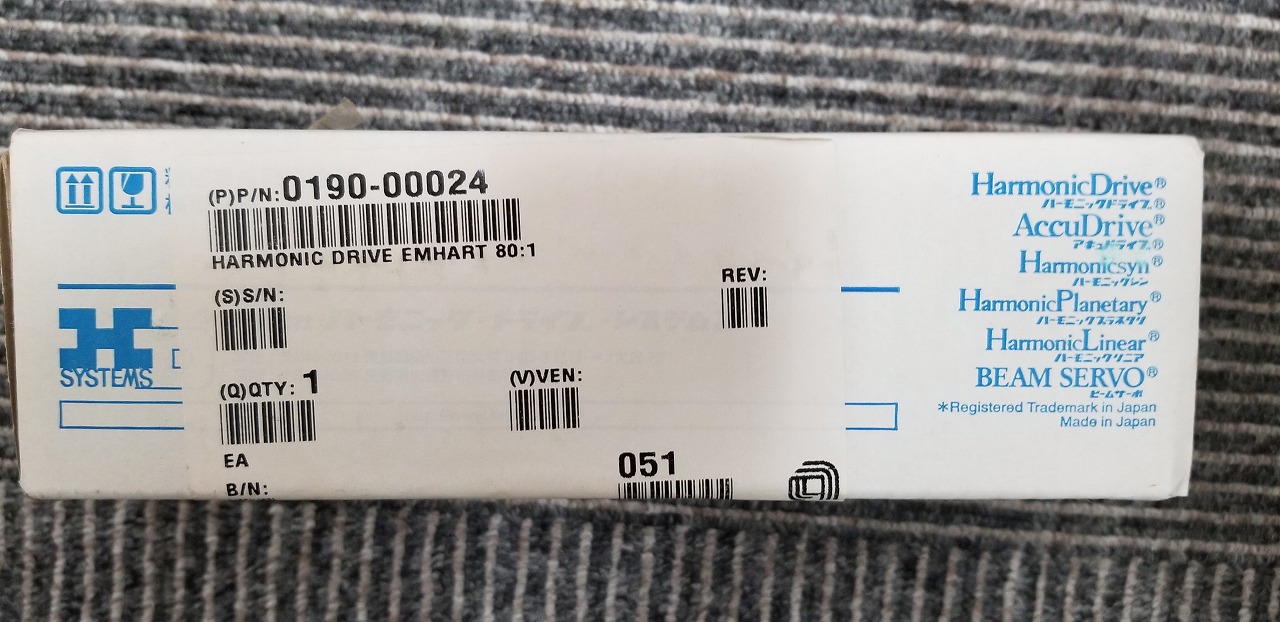 (P)P/N:0190-00024
HARMONIC DRIVE EMHART 80:1
(S)S/N:
REV:
(Q)QTY: 1
(V)VEN:
EA
051
B/N:
SYSTEMS
HarmonicDrive®
ハーモニックドライブ®
AccuDrive®
アキュドライブ®
Harmonicsyn®
ハーモニックシン
HarmonicPlanetary®
ハーモニックプラネタリ
HarmonicLinear®
ハーモニックリニア
BEAM SERVO®
ビームサーボ
*Registered Trademark in Japan
Made in Japan